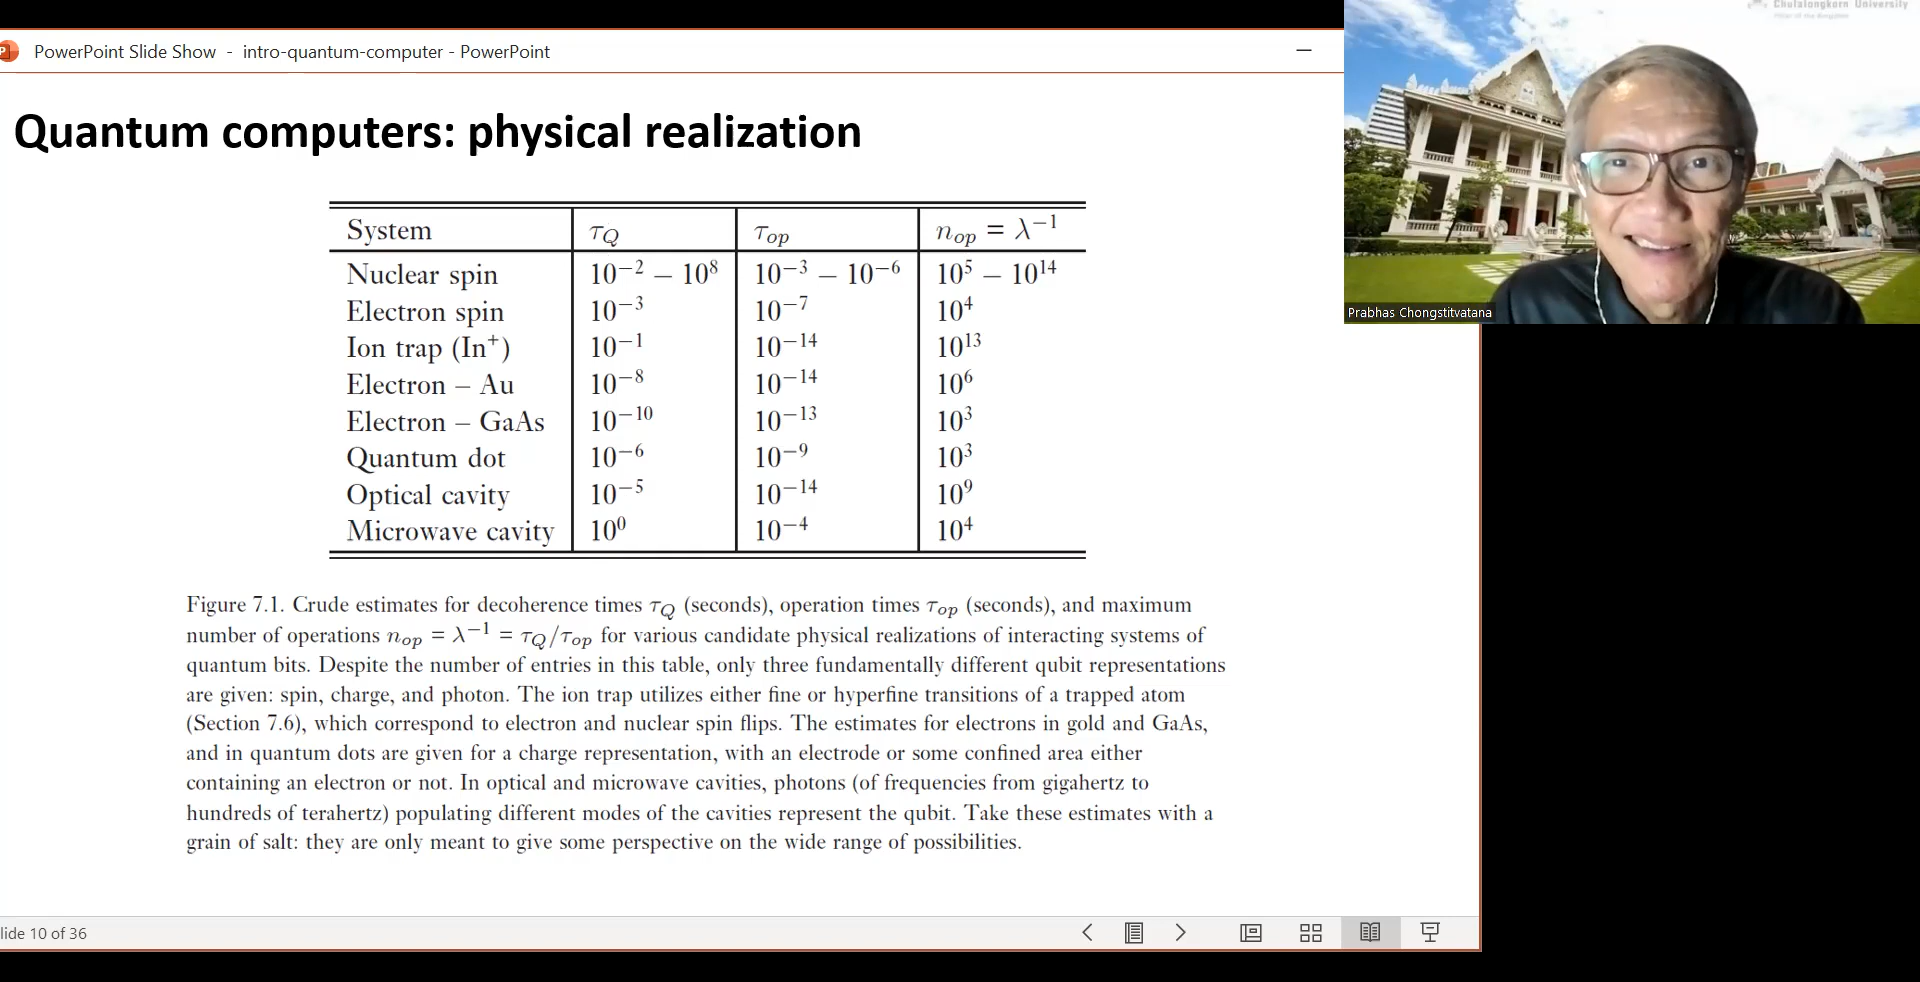 PowerPoint Slide Show - intro-quantum-computer - PowerPoint
Chulalongkorn University
Quantum computers: physical realization
System τQ τop nop = λ⁻¹
Nuclear spin 10⁻² – 10⁸ 10⁻³ – 10⁻⁶ 10⁵ – 10¹⁴
Electron spin 10⁻³ 10⁻⁷ 10⁴
Ion trap (In⁺) 10⁻¹ 10⁻¹⁴ 10¹³
Electron – Au 10⁻⁸ 10⁻¹⁴ 10⁶
Electron – GaAs 10⁻¹⁰ 10⁻¹³ 10³
Quantum dot 10⁻⁶ 10⁻⁹ 10³
Optical cavity 10⁻⁵ 10⁻¹⁴ 10⁹
Microwave cavity 10⁰ 10⁻⁴ 10⁴
Prabhas Chongstitvatana
Figure 7.1. Crude estimates for decoherence times τQ (seconds), operation times τop (seconds), and maximum
number of operations nop = λ⁻¹ = τQ/τop for various candidate physical realizations of interacting systems of
quantum bits. Despite the number of entries in this table, only three fundamentally different qubit representations
are given: spin, charge, and photon. The ion trap utilizes either fine or hyperfine transitions of a trapped atom
(Section 7.6), which correspond to electron and nuclear spin flips. The estimates for electrons in gold and GaAs,
and in quantum dots are given for a charge representation, with an electrode or some confined area either
containing an electron or not. In optical and microwave cavities, photons (of frequencies from gigahertz to
hundreds of terahertz) populating different modes of the cavities represent the qubit. Take these estimates with a
grain of salt: they are only meant to give some perspective on the wide range of possibilities.
lide 10 of 36